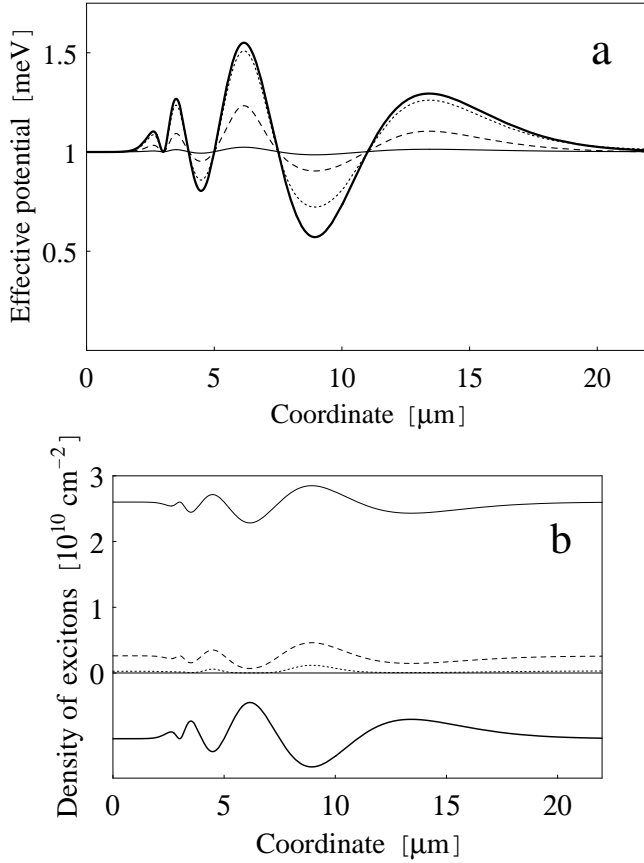 a
Effective potential [meV]
1.5
1
0.5
0
5
10
15
20
Coordinate [μm]
b
Density of excitons [10^10 cm^−2]
3
2
1
0
0
5
10
15
20
Coordinate [μm]